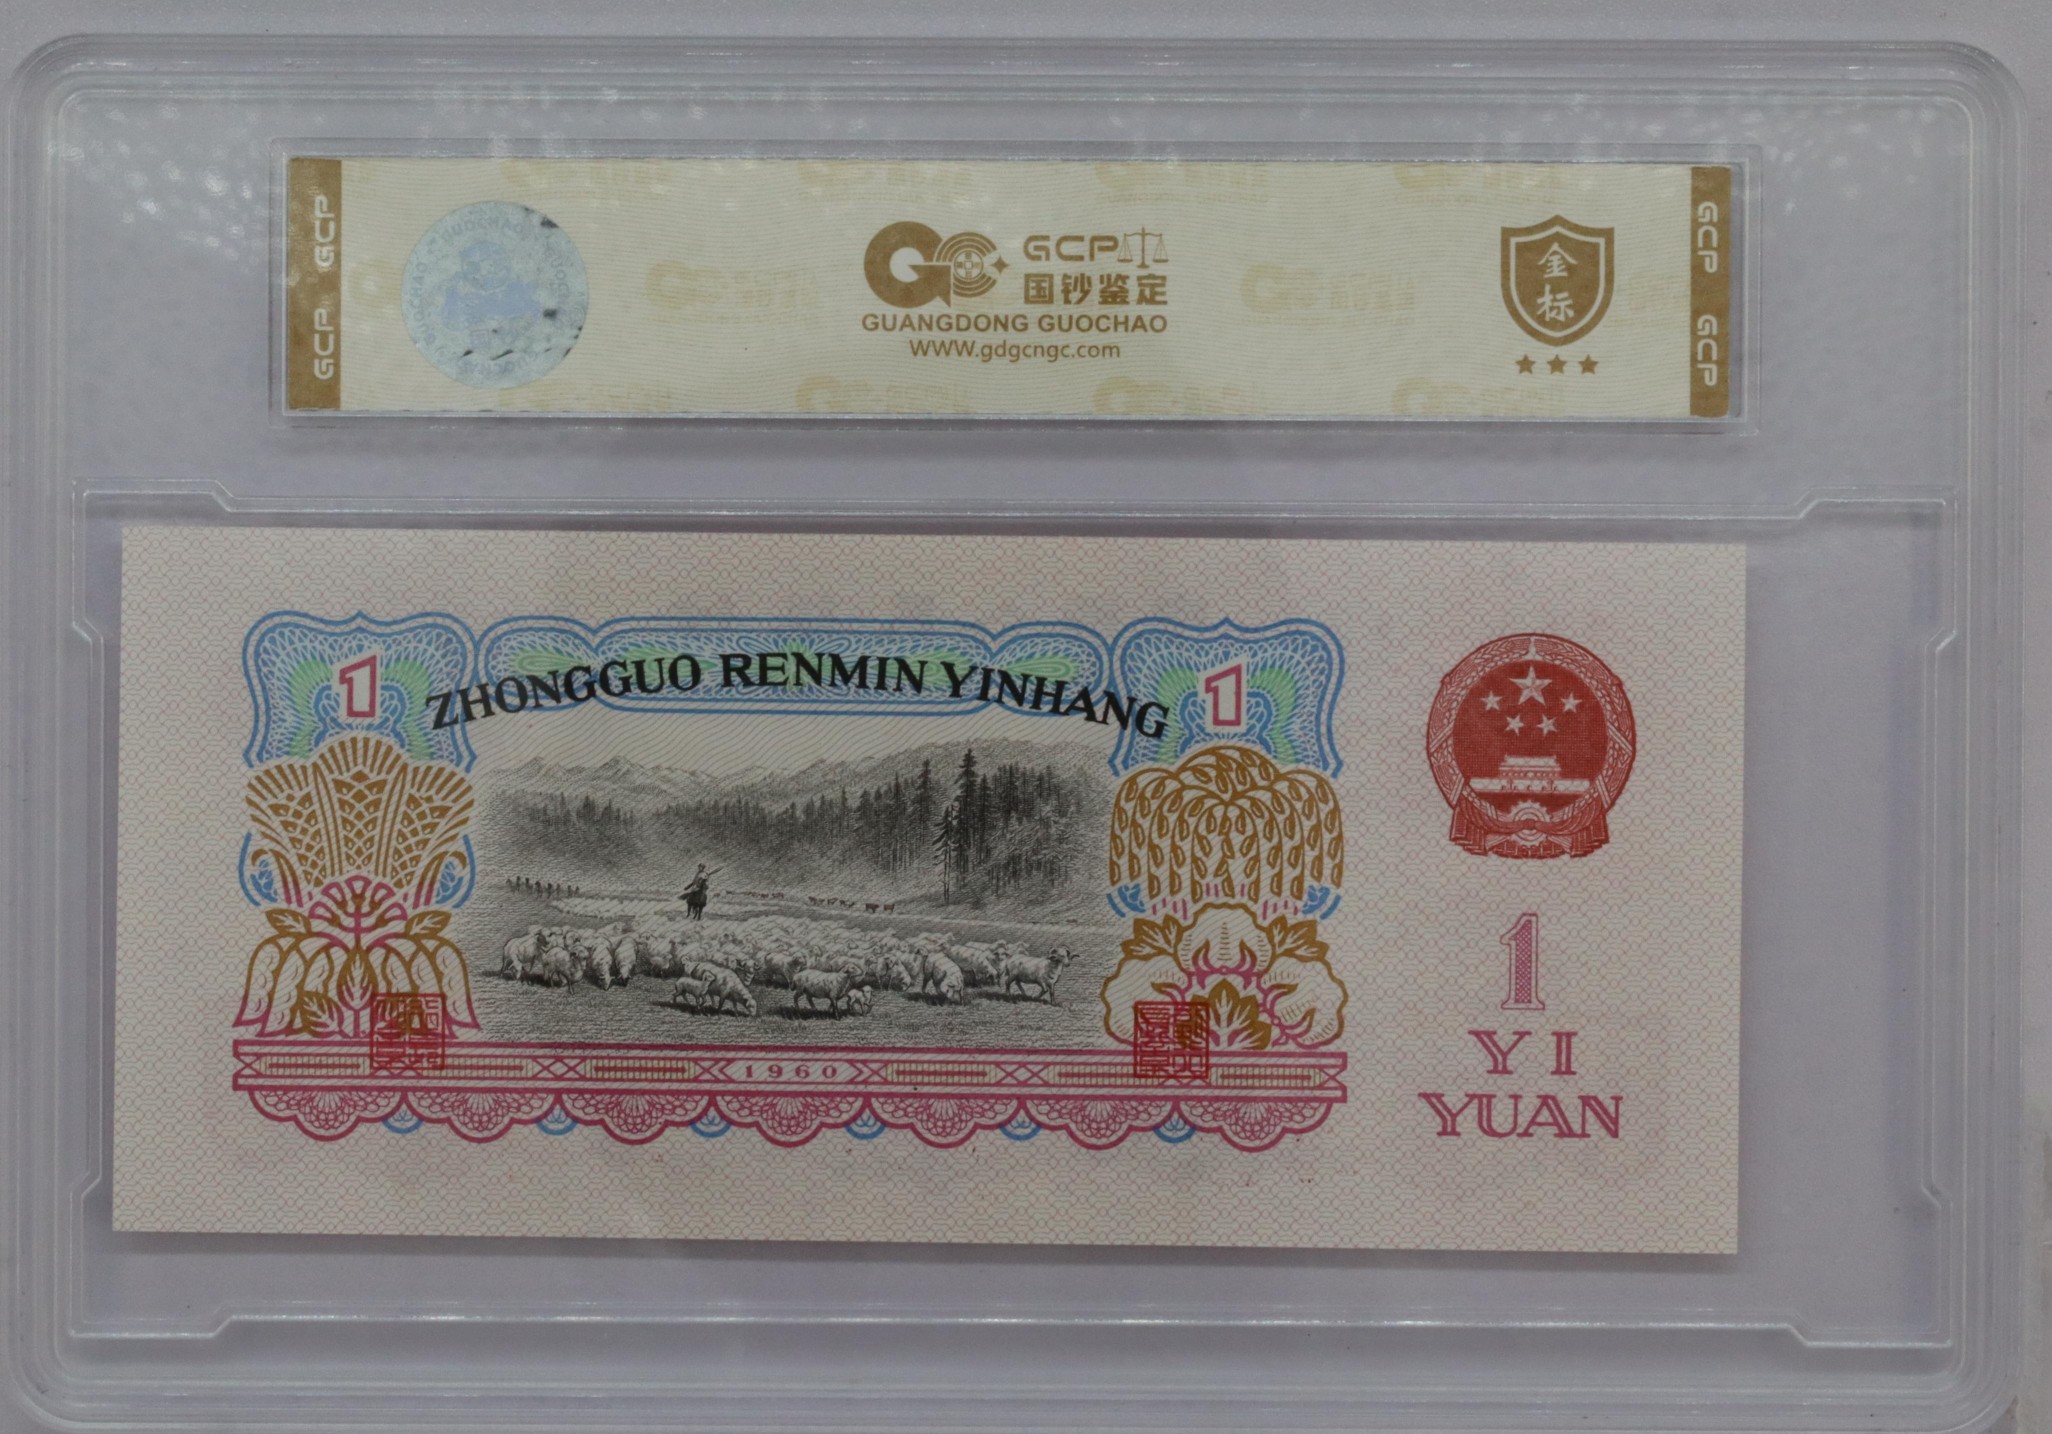 GCP GCP
GCP
国钞鉴定
GUANGDONG GUOCHAO
WWW.gdgcngc.com
金
标
GCP GCP
1
ZHONGGUO RENMIN YINHANG
1
1960
1
YI
YUAN